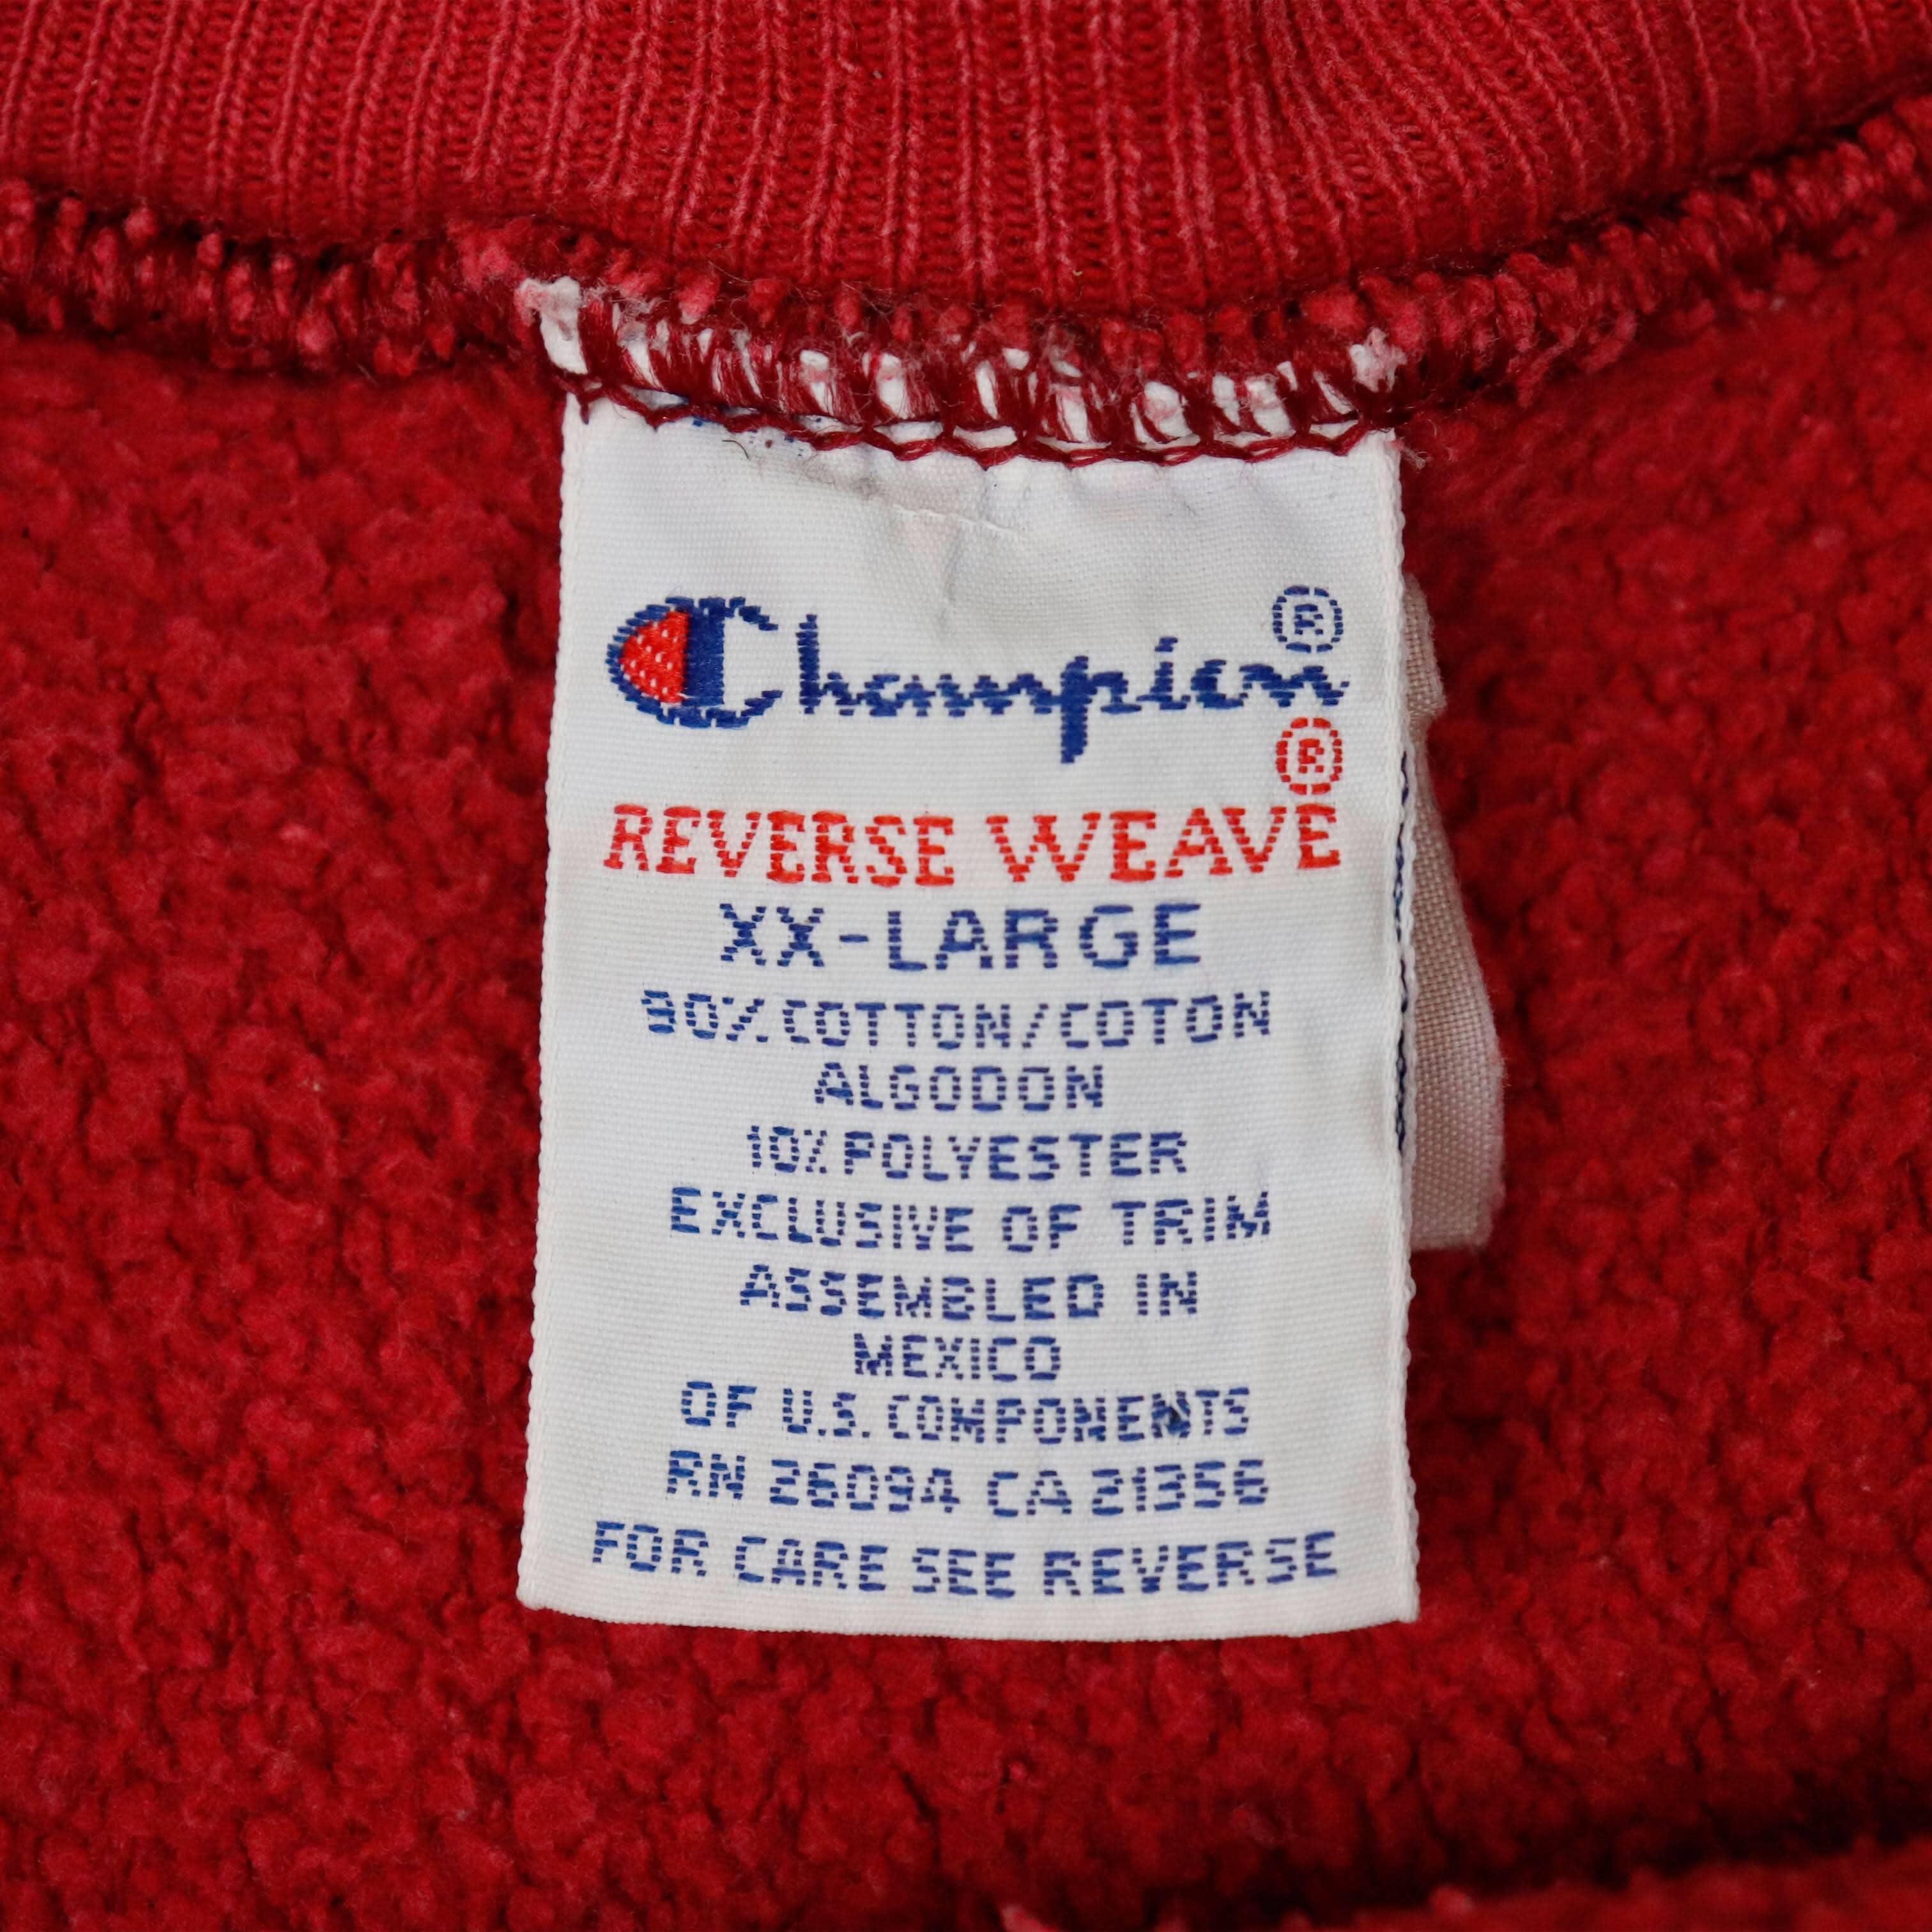 Champion®
REVERSE WEAVE®
XX-LARGE
90% COTTON/COTON
ALGODON
10% POLYESTER
EXCLUSIVE OF TRIM
ASSEMBLED IN
MEXICO
OF U.S. COMPONENTS
RN 26094 CA 21356
FOR CARE SEE REVERSE